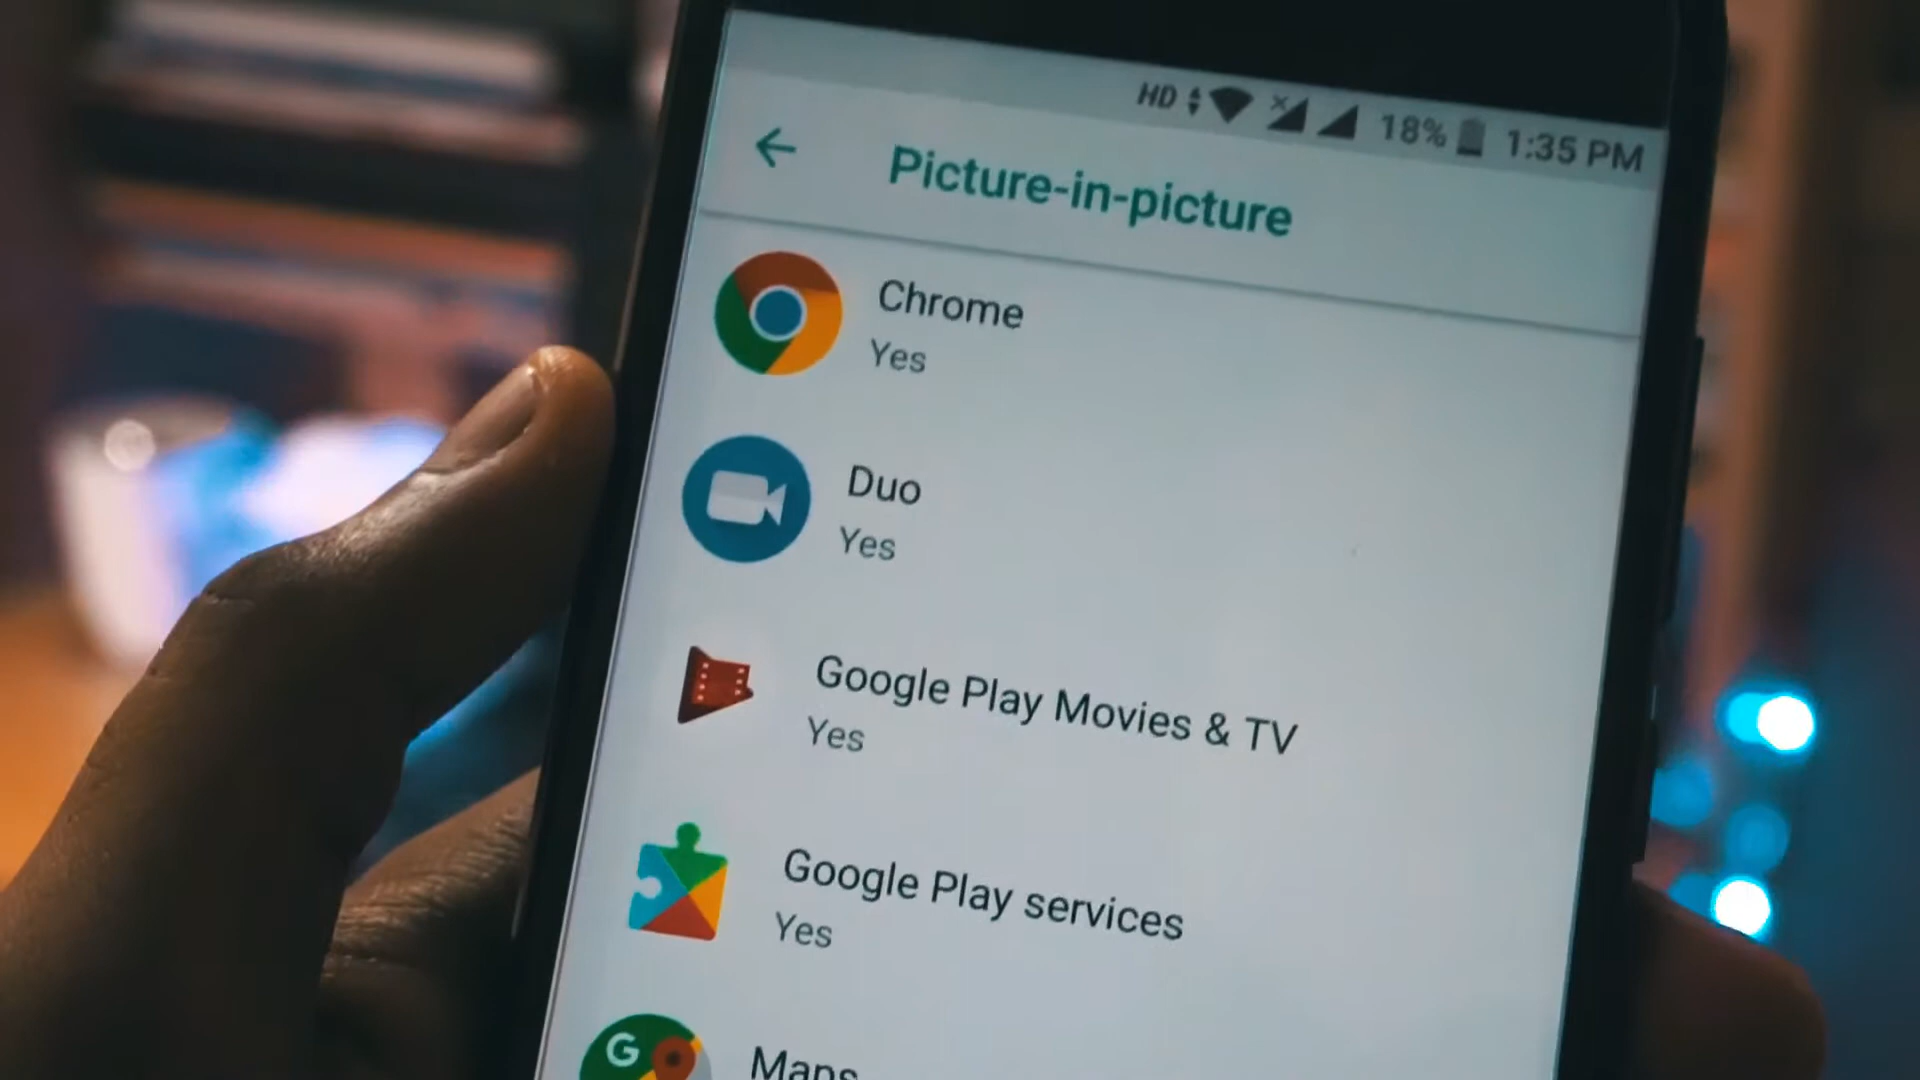 HD 18% 1:35 PM
Picture-in-picture
Chrome
Yes
Duo
Yes
Google Play Movies & TV
Yes
Google Play services
Yes
G
Maps